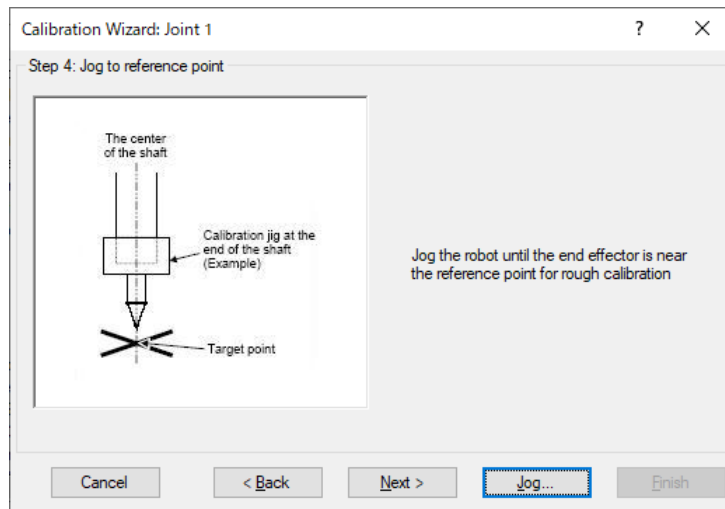 Calibration Wizard: Joint 1
Step 4: Jog to reference point
The center
of the shaft
Calibration jig at the
end of the shaft
(Example)
Target point
Jog the robot until the end effector is near
the reference point for rough calibration
Cancel
< Back
Next >
Jog...
Finish